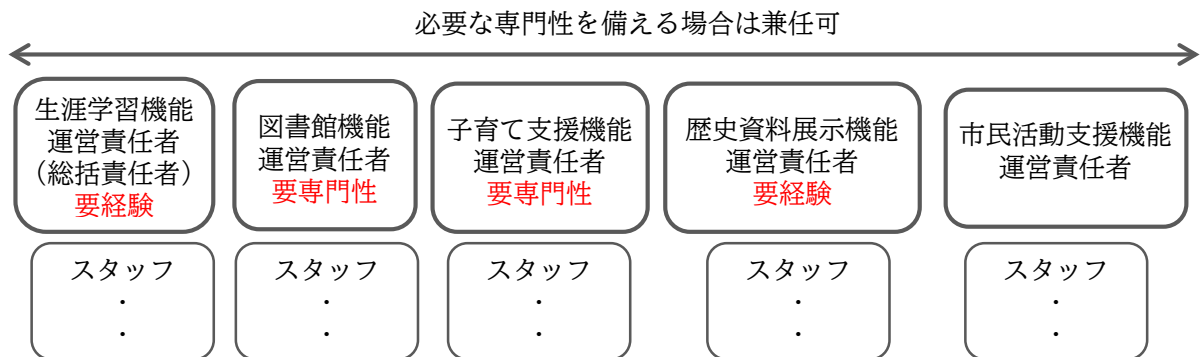 必要な専門性を備える場合は兼任可
生涯学習機能
運営責任者
（総括責任者）
要経験
図書館機能
運営責任者
要専門性
子育て支援機能
運営責任者
要専門性
歴史資料展示機能
運営責任者
要経験
市民活動支援機能
運営責任者
スタッフ
・
・
スタッフ
・
・
スタッフ
・
・
スタッフ
・
・
スタッフ
・
・